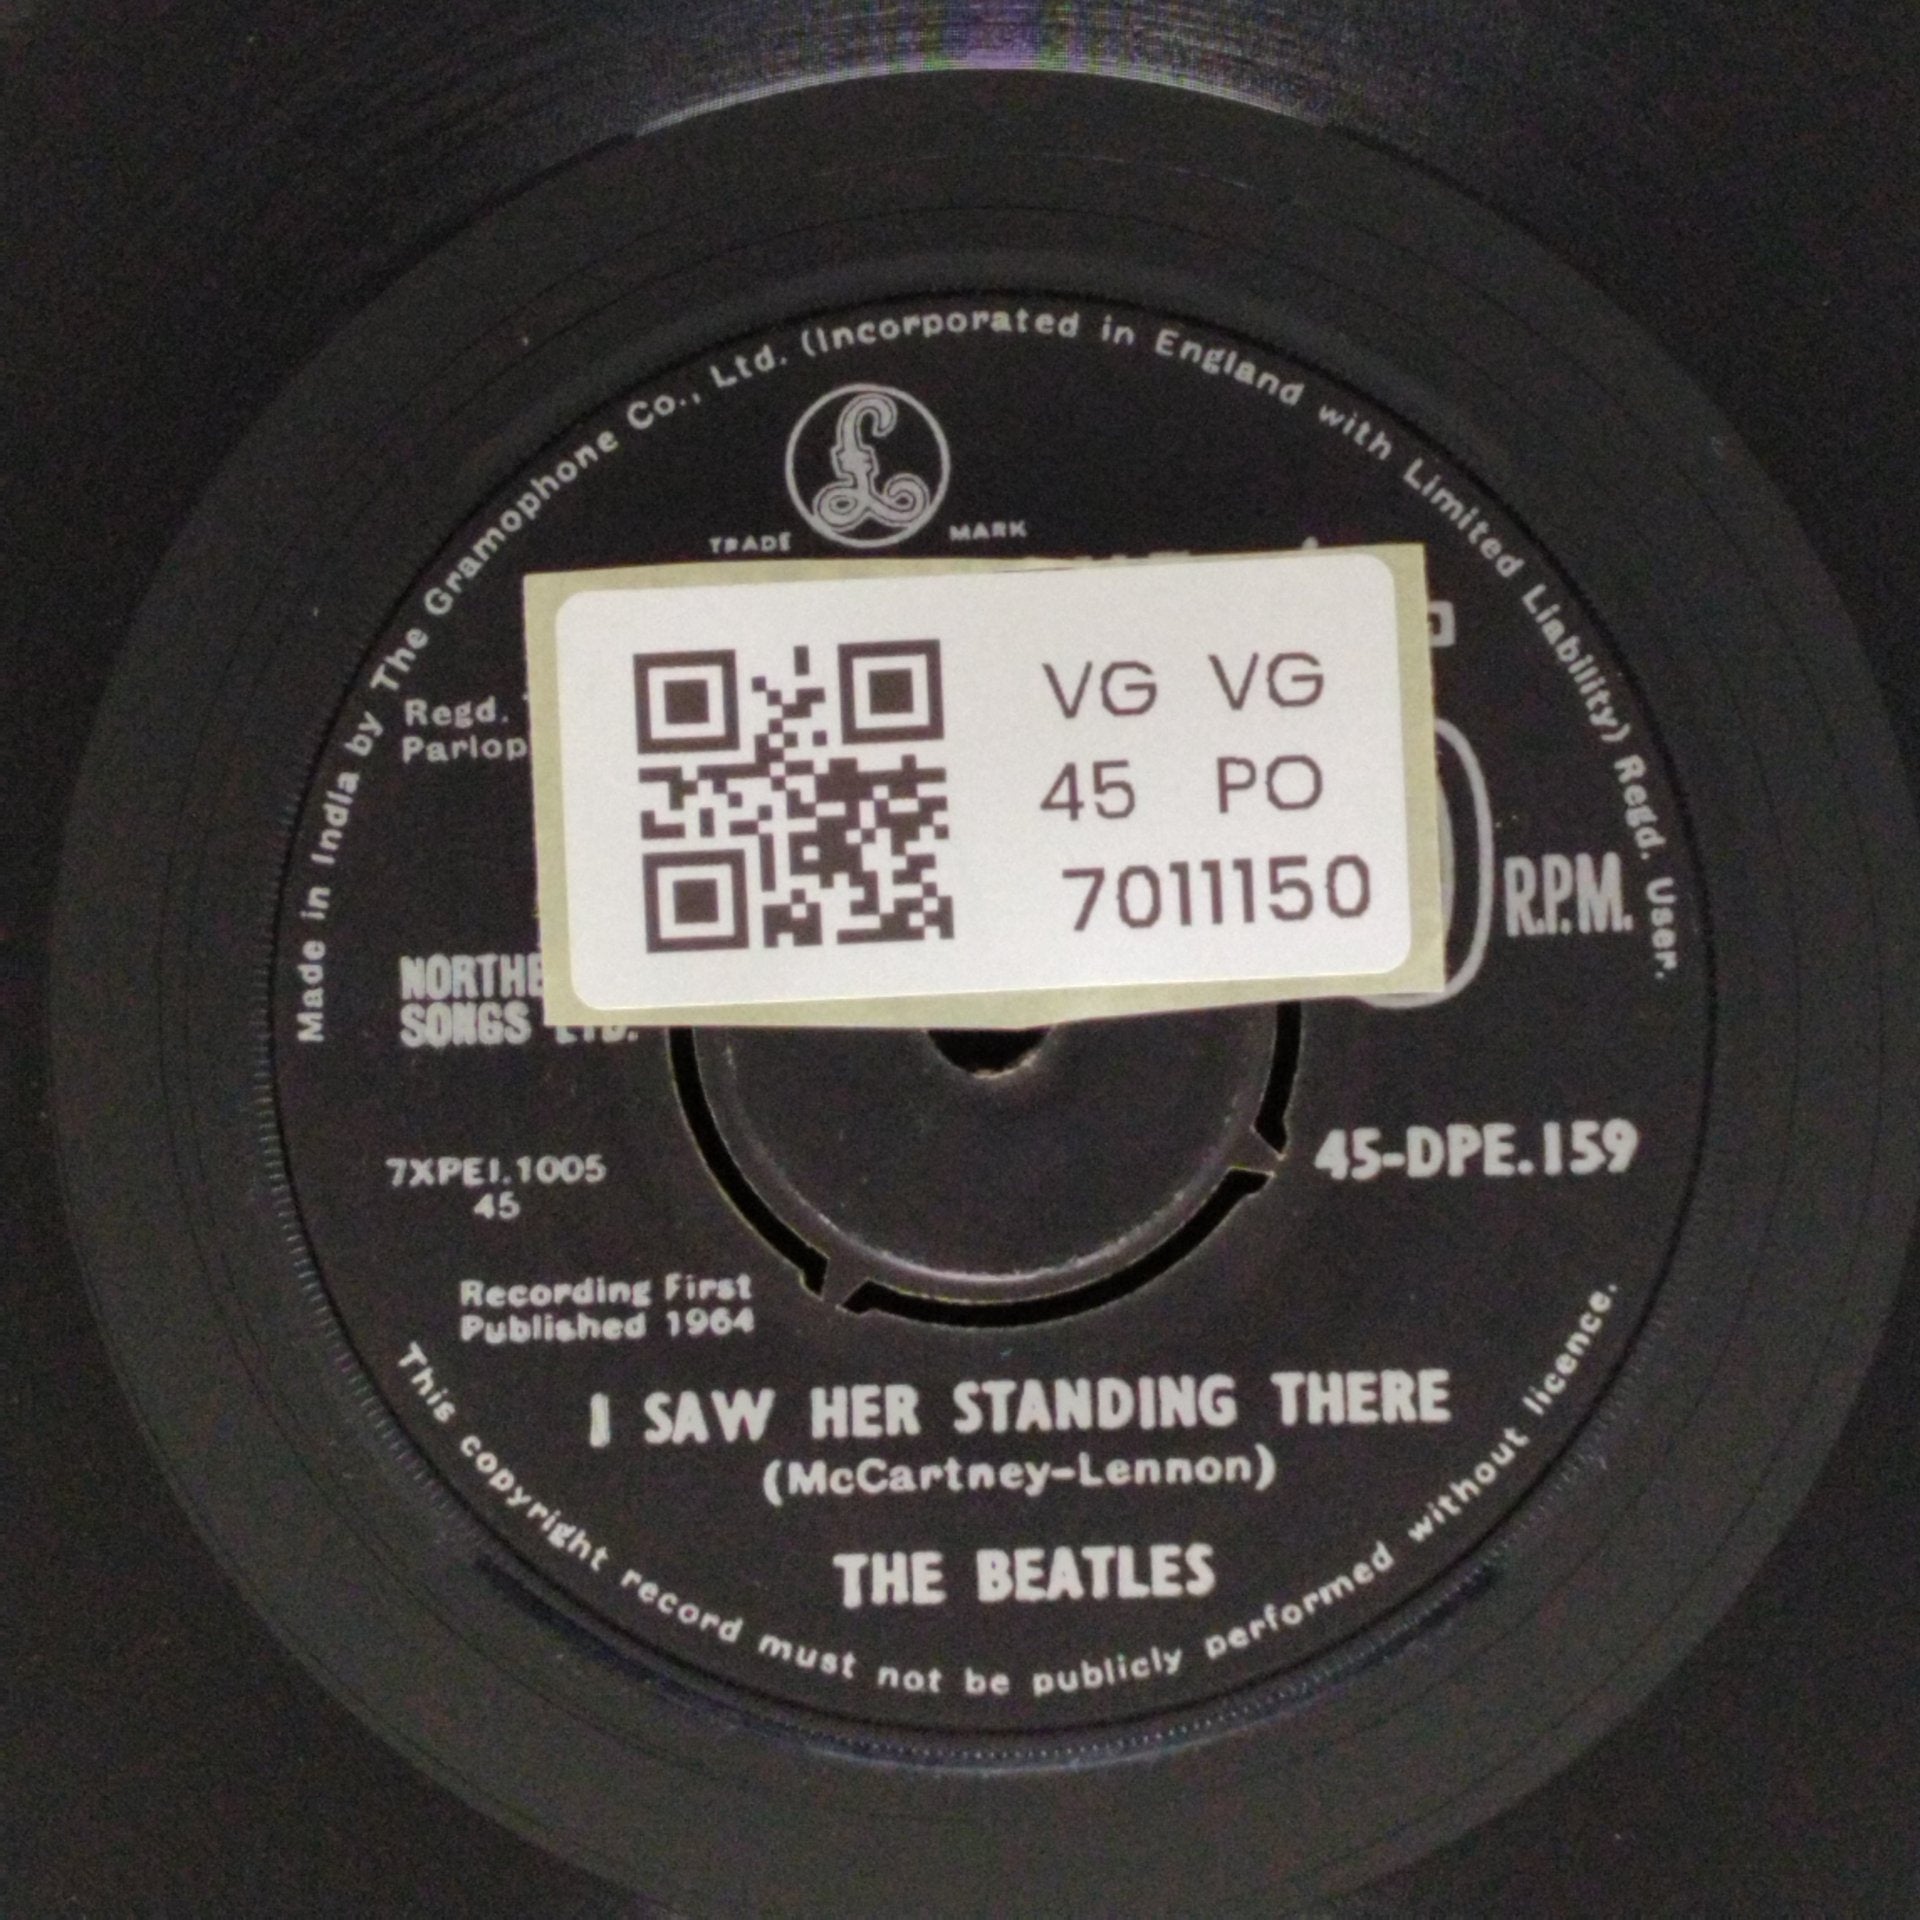 Made in India by The Gramophone Co., Ltd. (Incorporated in England with Limited Liability) Regd. User.
£
TRADE MARK
Regd.
Parlop
VG VG
45 PO
7011150
R.P.M.
NORTHE
SONGS LTD.
7XPEI.1005
45
45-DPE.159
Recording First
Published 1964
I SAW HER STANDING THERE
(McCartney-Lennon)
THE BEATLES
This copyright record must not be publicly performed without licence.